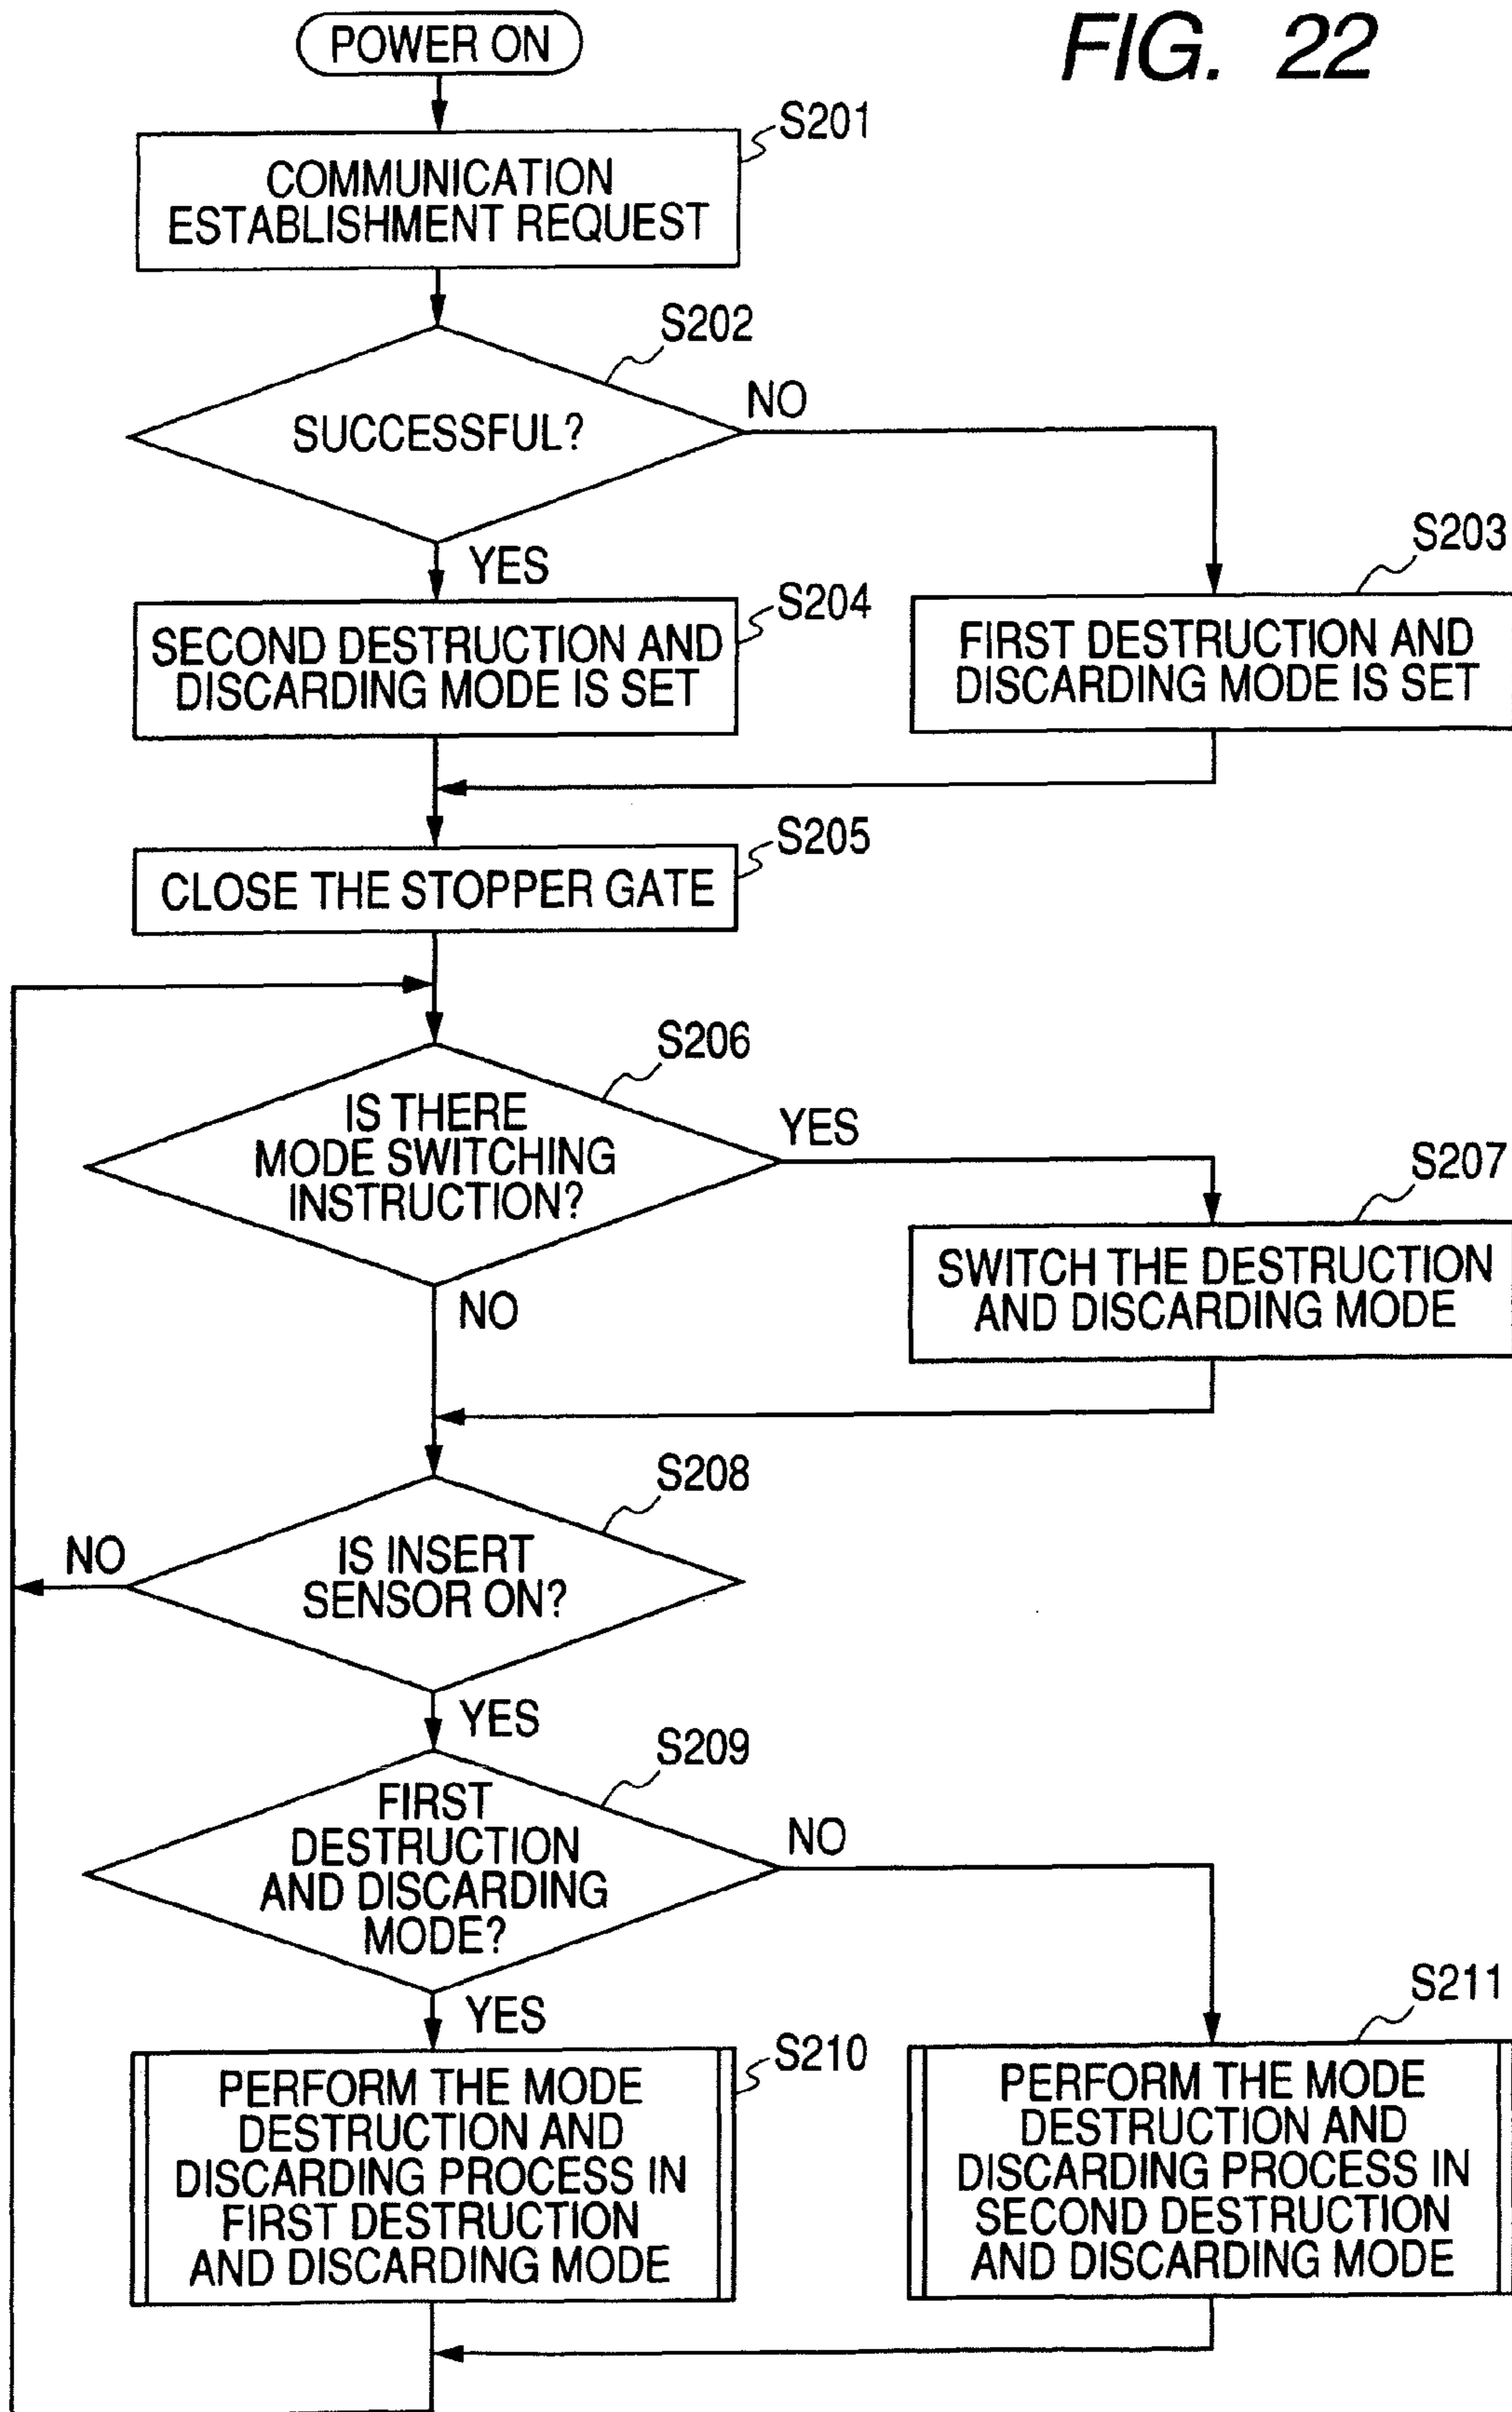 FIG. 22
POWER ON
S201
COMMUNICATION
ESTABLISHMENT REQUEST
S202
SUCCESSFUL?
NO
YES
S203
FIRST DESTRUCTION AND
DISCARDING MODE IS SET
S204
SECOND DESTRUCTION AND
DISCARDING MODE IS SET
S205
CLOSE THE STOPPER GATE
S206
IS THERE
MODE SWITCHING
INSTRUCTION?
YES
NO
S207
SWITCH THE DESTRUCTION
AND DISCARDING MODE
S208
IS INSERT
SENSOR ON?
NO
YES
S209
FIRST
DESTRUCTION
AND DISCARDING
MODE?
NO
YES
S210
PERFORM THE MODE
DESTRUCTION AND
DISCARDING PROCESS IN
FIRST DESTRUCTION
AND DISCARDING MODE
S211
PERFORM THE MODE
DESTRUCTION AND
DISCARDING PROCESS IN
SECOND DESTRUCTION
AND DISCARDING MODE